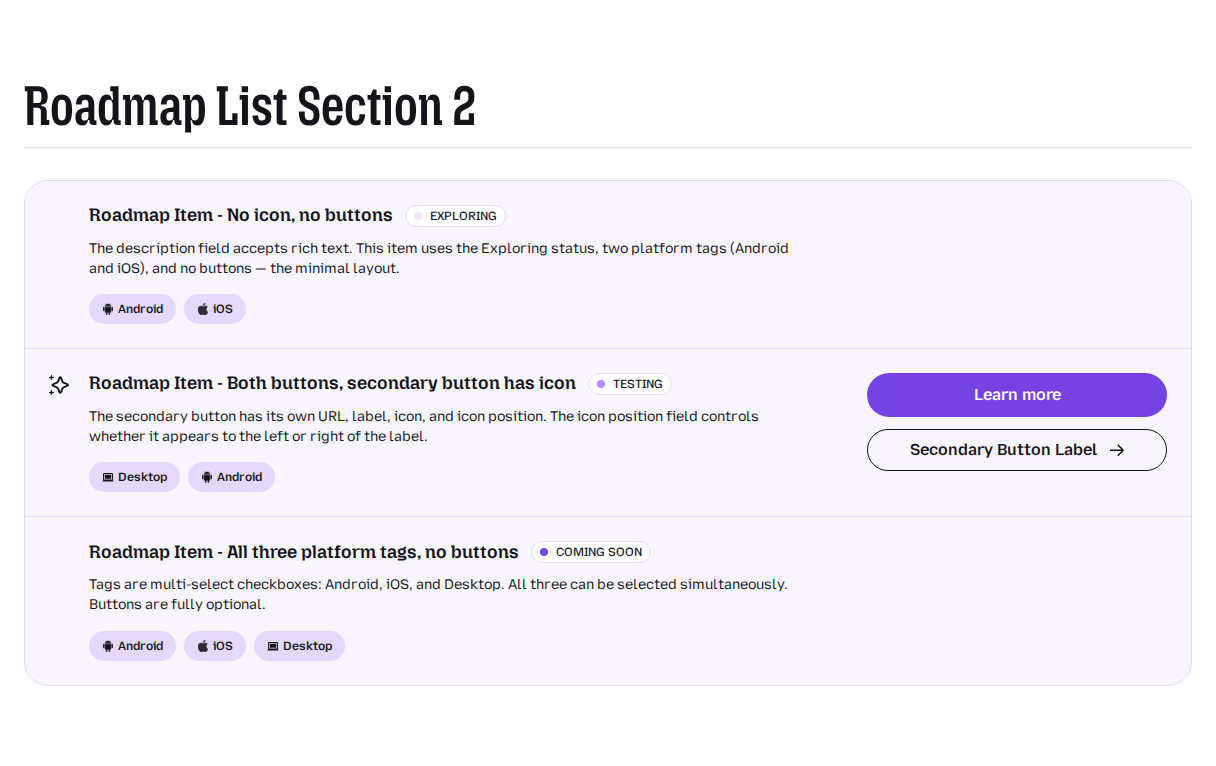 Roadmap List Section 2
Roadmap Item - No icon, no buttons
EXPLORING
The description field accepts rich text. This item uses the Exploring status, two platform tags (Android
and iOS), and no buttons — the minimal layout.
Android
iOS
Roadmap Item - Both buttons, secondary button has icon
TESTING
The secondary button has its own URL, label, icon, and icon position. The icon position field controls
whether it appears to the left or right of the label.
Desktop
Android
Learn more
Secondary Button Label
Roadmap Item - All three platform tags, no buttons
COMING SOON
Tags are multi-select checkboxes: Android, iOS, and Desktop. All three can be selected simultaneously.
Buttons are fully optional.
Android
iOS
Desktop